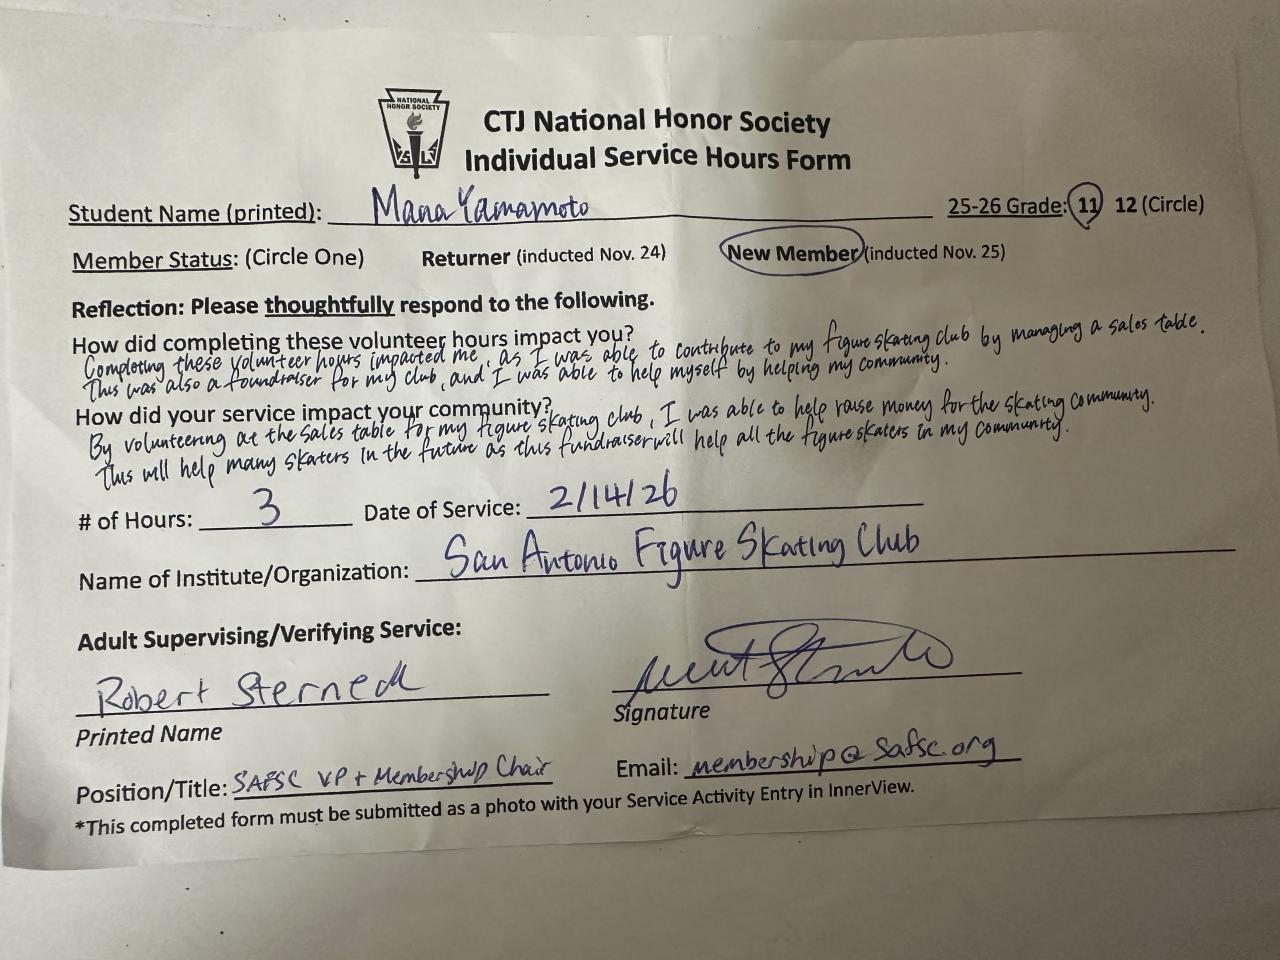 NATIONAL
HONOR SOCIETY
CTJ National Honor Society
Individual Service Hours Form
Student Name (printed): Mana Yamamoto 25-26 Grade: 11 12 (Circle)
Member Status: (Circle One) Returner (inducted Nov. 24) New Member (inducted Nov. 25)
Reflection: Please thoughtfully respond to the following.
How did completing these volunteer hours impact you?
Completing these volunteer hours impacted me, as I was able to contribute to my figure skating club by managing a sales table.
This was also a foundraiser for my club, and I was able to help myself by helping my community.
How did your service impact your community?
By volunteering at the sales table for my figure skating club, I was able to help raise money for the skating community.
This will help many skaters in the future as this fundraiser will help all the figure skaters in my community.
# of Hours: 3 Date of Service: 2/14/26
Name of Institute/Organization: San Antonio Figure Skating Club
Adult Supervising/Verifying Service:
Robert Sterneck
Printed Name Signature
Position/Title: SAFSC VP + Membership Chair Email: membership@safsc.org
*This completed form must be submitted as a photo with your Service Activity Entry in InnerView.